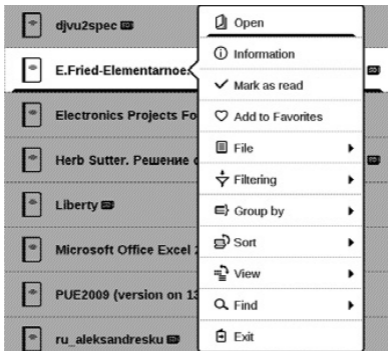 djvu2spec
E.Fried-Elementarnoe:
Electronics Projects Fo
Herb Sutter. Решение
Liberty
Microsoft Office Excel
PUE2009 (version on 13
ru_aleksandresku
Open
Information
Mark as read
Add to Favorites
File
Filtering
Group by
Sort
View
Find
Exit